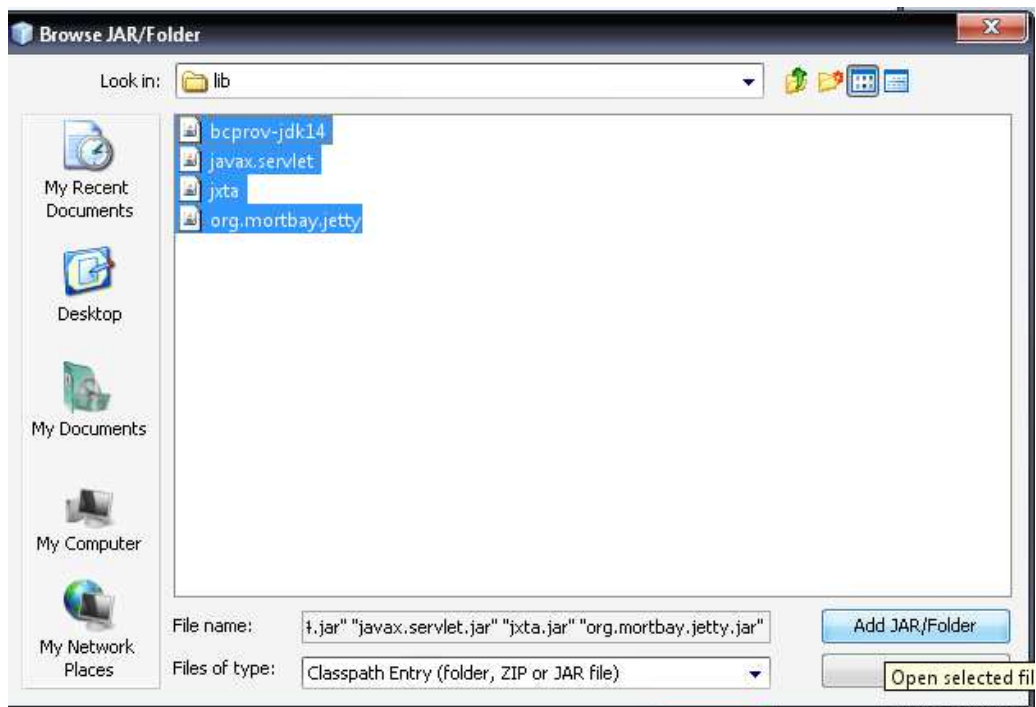 Browse JAR/Folder
Look in: lib
bcprov-jdk14
javax.servlet
jxta
org.mortbay.jetty
My Recent
Documents
Desktop
My Documents
My Computer
My Network
Places
File name: .jar" "javax.servlet.jar" "jxta.jar" "org.mortbay.jetty.jar"
Add JAR/Folder
Files of type: Classpath Entry (folder, ZIP or JAR file)
Open selected fil